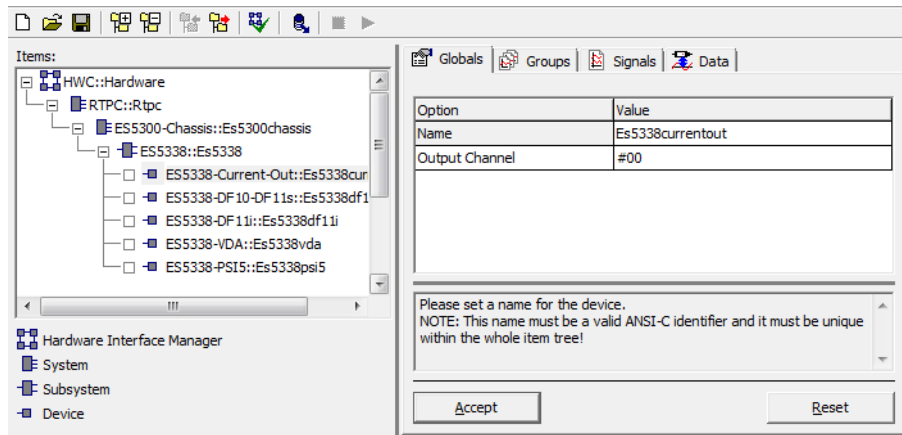 Items:
HWC::Hardware
RTPC::Rtpc
ES5300-Chassis::Es5300chassis
ES5338::Es5338
ES5338-Current-Out::Es5338cur
ES5338-DF10-DF11s::Es5338df1
ES5338-DF11i::Es5338df11i
ES5338-VDA::Es5338vda
ES5338-PSI5::Es5338psi5
Hardware Interface Manager
System
Subsystem
Device
Globals Groups Signals Data
Option Value
Name Es5338currentout
Output Channel #00
Please set a name for the device.
NOTE: This name must be a valid ANSI-C identifier and it must be unique
within the whole item tree!
Accept Reset